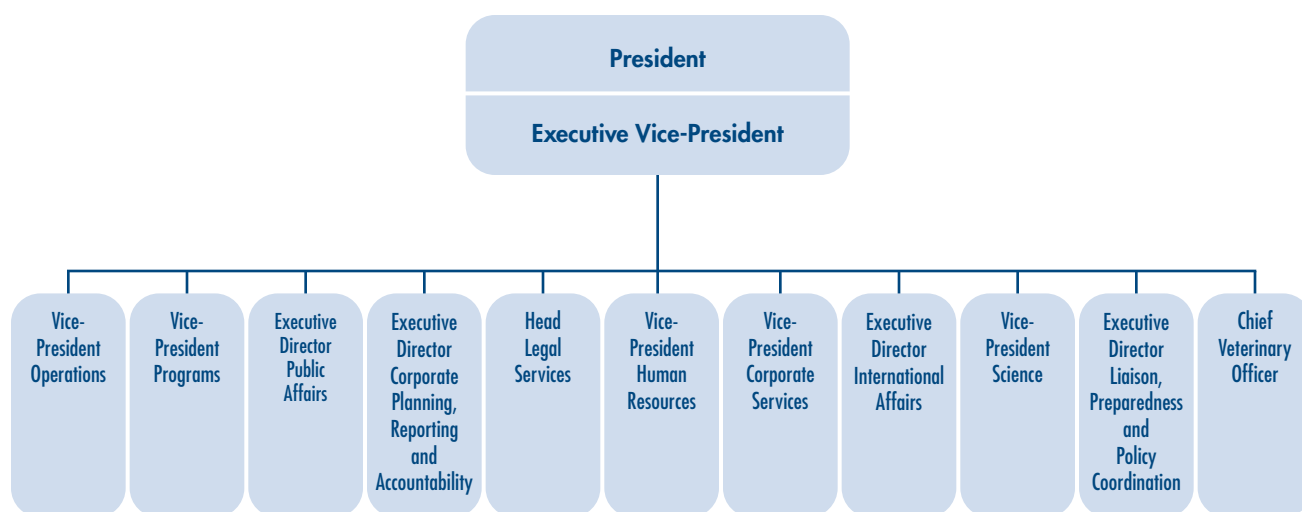 President
Executive Vice-President
Vice-
President
Operations
Vice-
President
Programs
Executive
Director
Public
Affairs
Executive
Director
Corporate
Planning,
Reporting
and
Accountability
Head
Legal
Services
Vice-
President
Human
Resources
Vice-
President
Corporate
Services
Executive
Director
International
Affairs
Vice-
President
Science
Executive
Director
Liaison,
Preparedness
and
Policy
Coordination
Chief
Veterinary
Officer